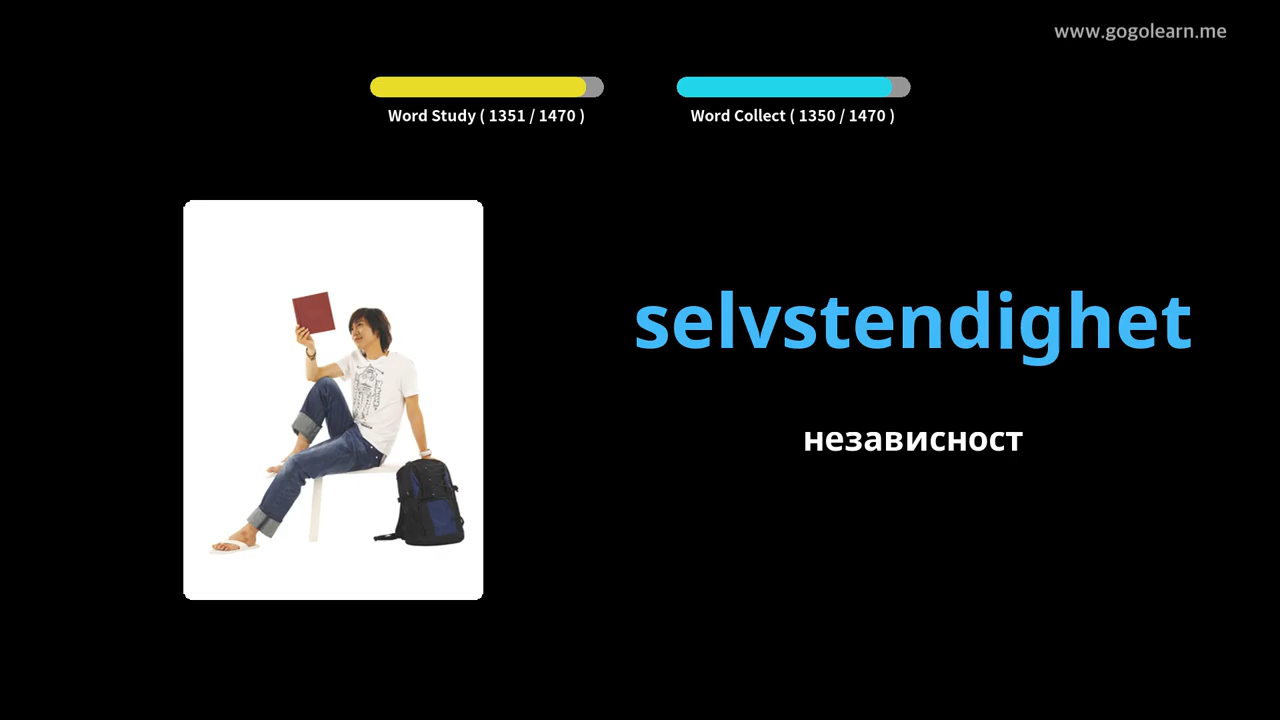 www.gogolearn.me
Word Study ( 1351 / 1470 )
Word Collect ( 1350 / 1470 )
selvstendighet
независност